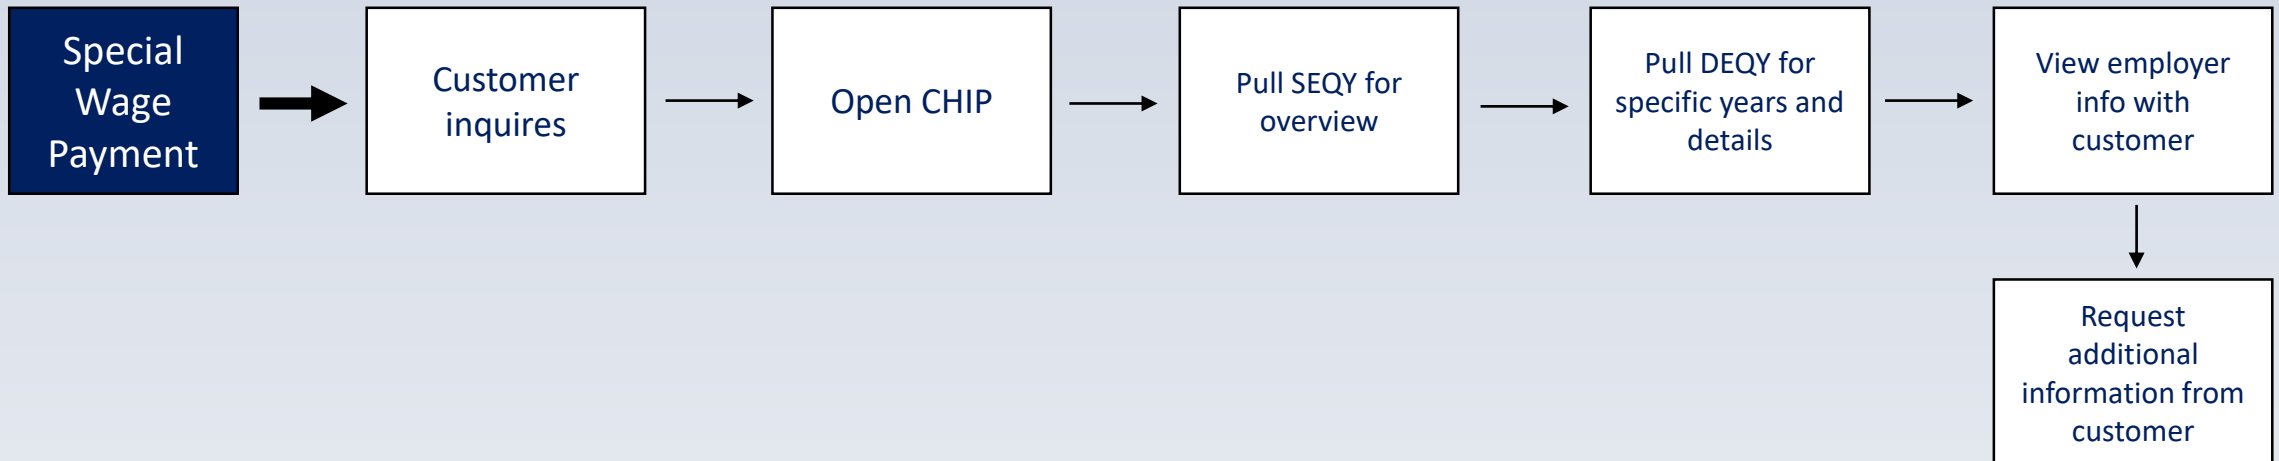 Special
Wage
Payment
Customer
inquires
Open CHIP
Pull SEQY for
overview
Pull DEQY for
specific years and
details
View employer
info with
customer
Request
additional
information from
customer